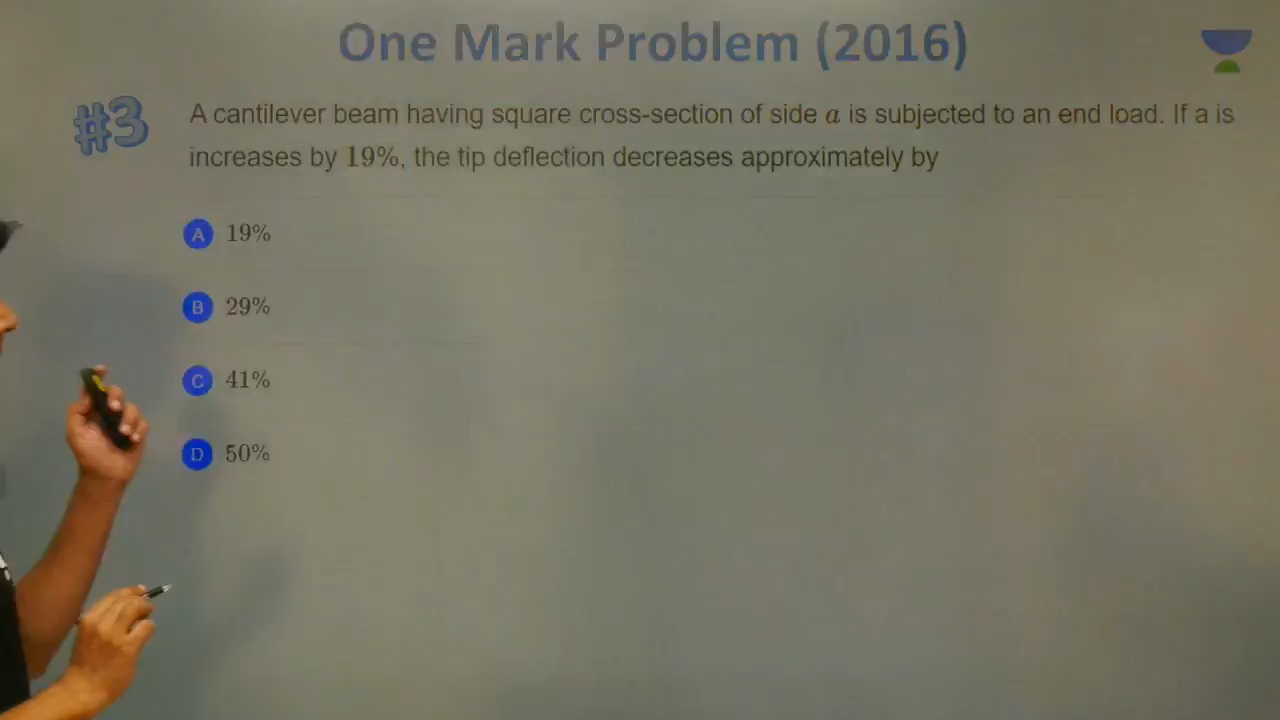 One Mark Problem (2016)
#3
A cantilever beam having square cross-section of side a is subjected to an end load. If a is
increases by 19%, the tip deflection decreases approximately by
A 19%
B 29%
C 41%
D 50%